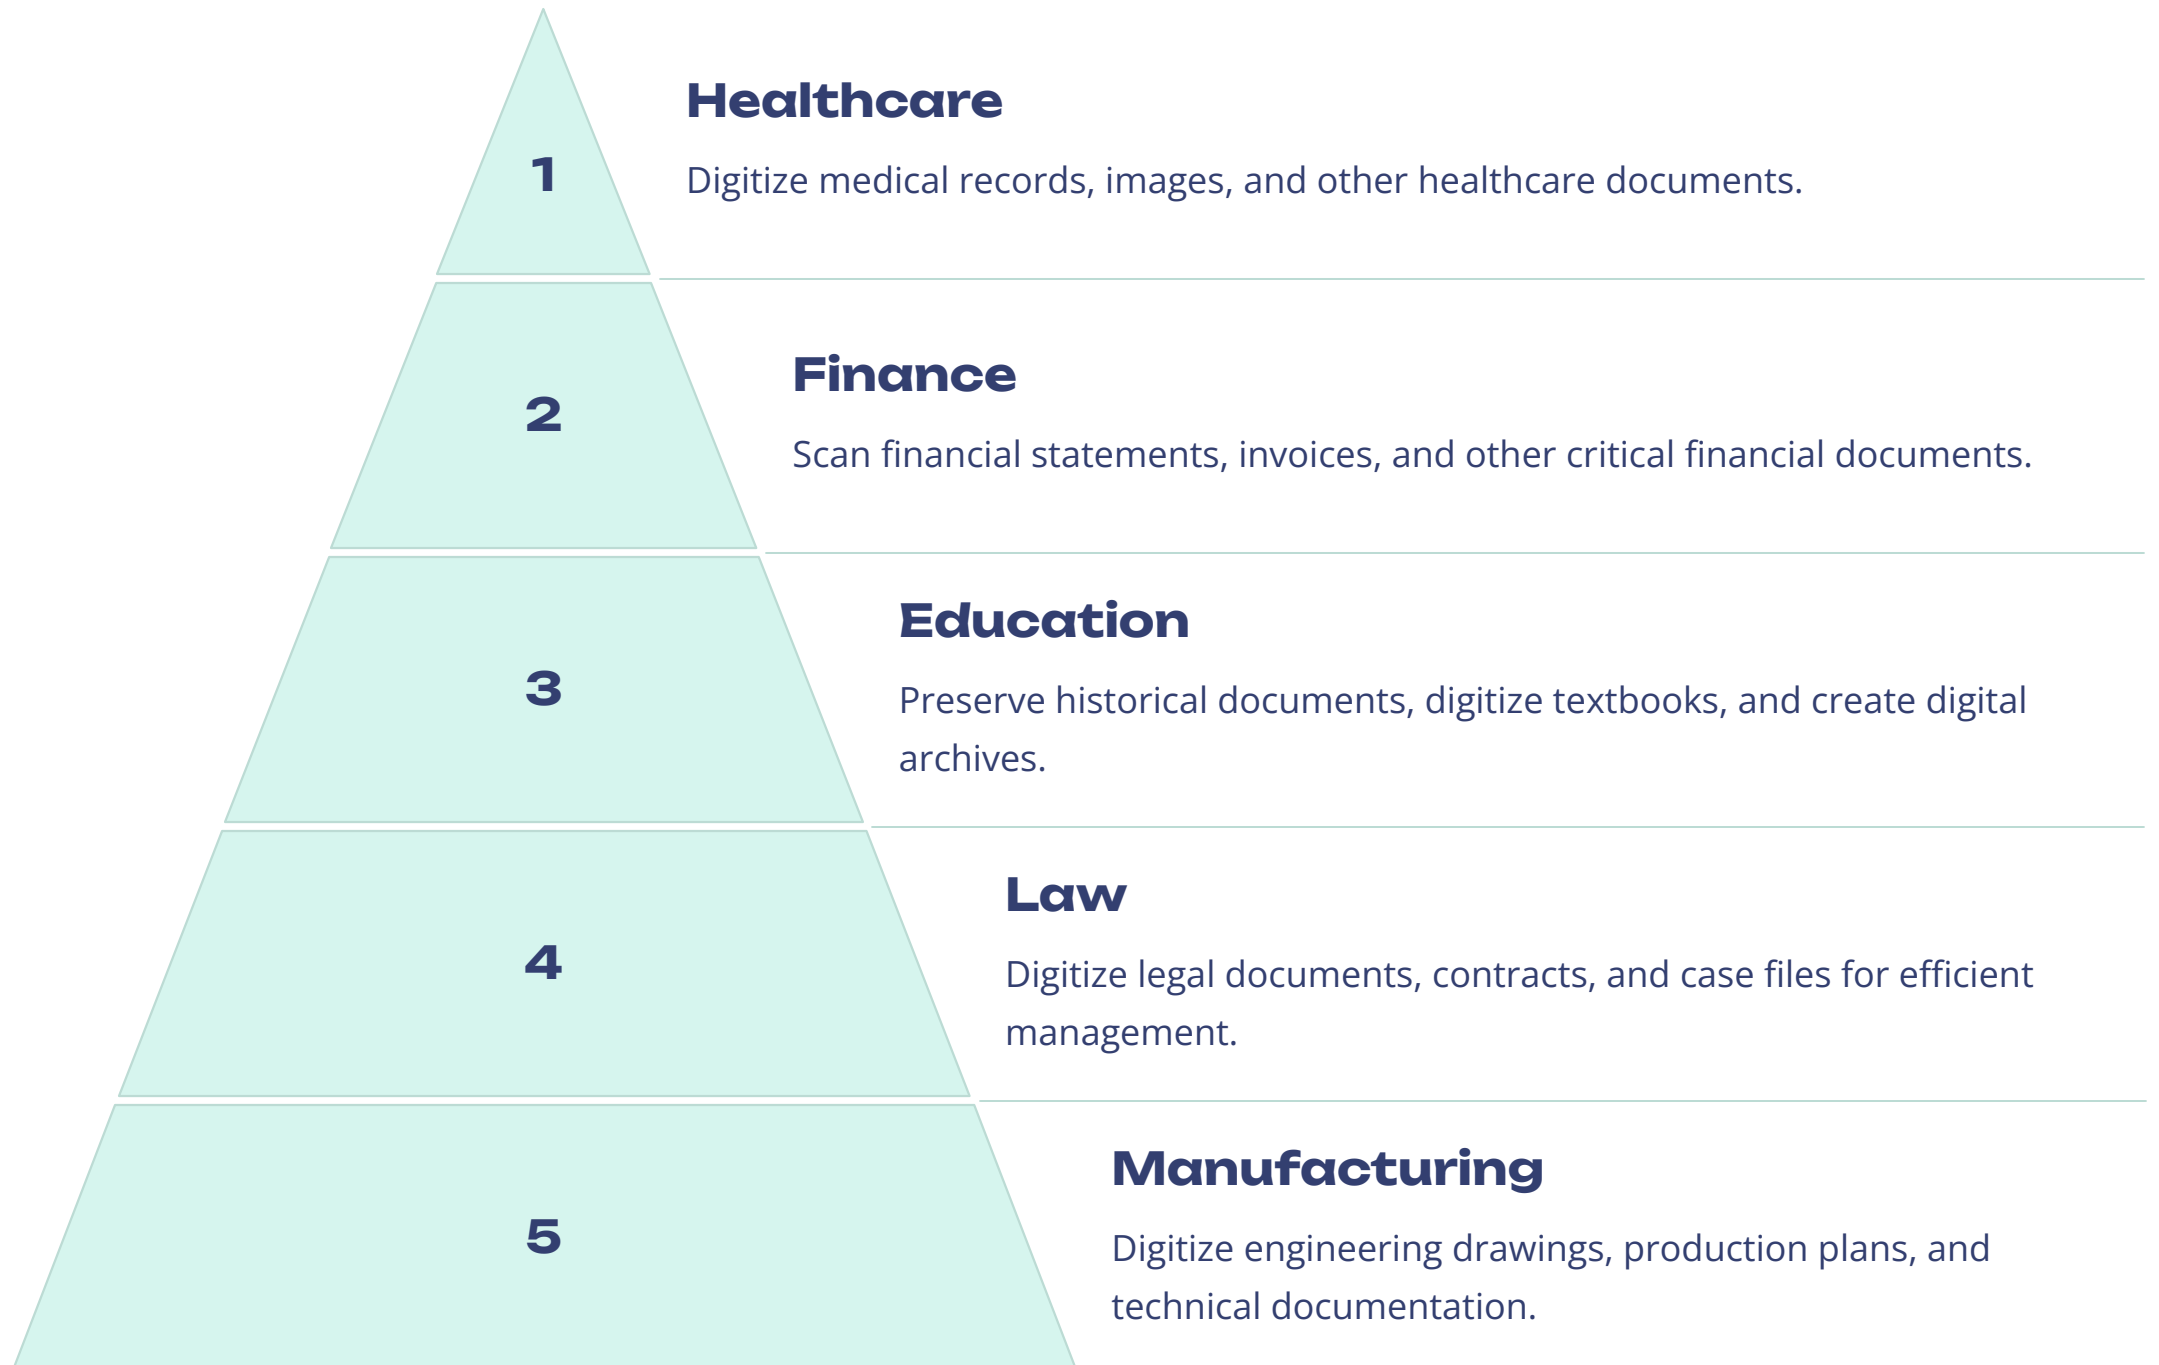 1
Healthcare
Digitize medical records, images, and other healthcare documents.
2
Finance
Scan financial statements, invoices, and other critical financial documents.
3
Education
Preserve historical documents, digitize textbooks, and create digital
archives.
4
Law
Digitize legal documents, contracts, and case files for efficient
management.
5
Manufacturing
Digitize engineering drawings, production plans, and
technical documentation.